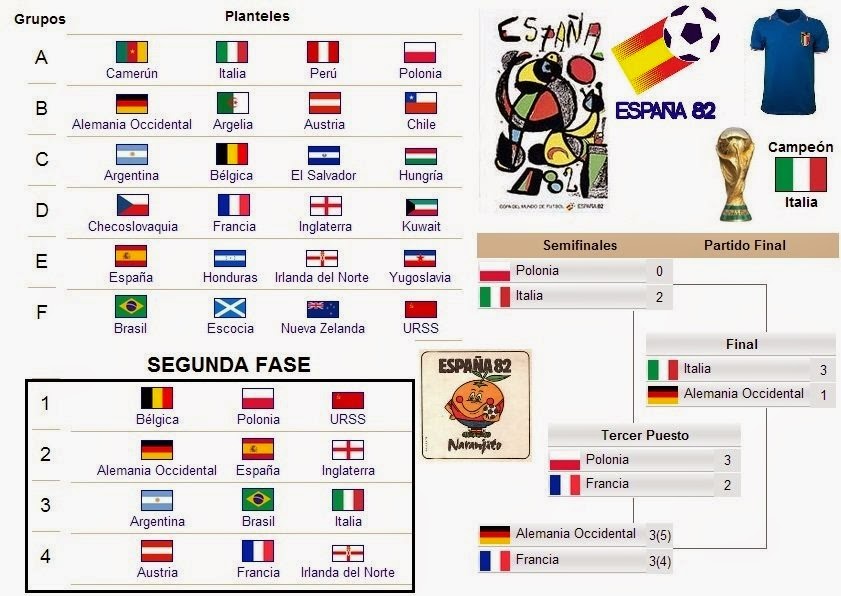 Grupos Planteles
A
Camerún Italia Perú Polonia
B
Alemania Occidental Argelia Austria Chile
C
Argentina Bélgica El Salvador Hungría
D
Checoslovaquia Francia Inglaterra Kuwait
E
España Honduras Irlanda del Norte Yugoslavia
F
Brasil Escocia Nueva Zelanda URSS
SEGUNDA FASE
1
Bélgica Polonia URSS
2
Alemania Occidental España Inglaterra
3
Argentina Brasil Italia
4
Austria Francia Irlanda del Norte
ESPAÑA
82
COPA DEL MUNDO DE FUTBOL ESPAÑA 82
ESPAÑA 82
Campeón
Italia
Semifinales Partido Final
Polonia 0
Italia 2
Final
Italia 3
Alemania Occidental 1
Tercer Puesto
Polonia 3
Francia 2
Alemania Occidental 3(5)
Francia 3(4)
ESPAÑA 82
Naranjito